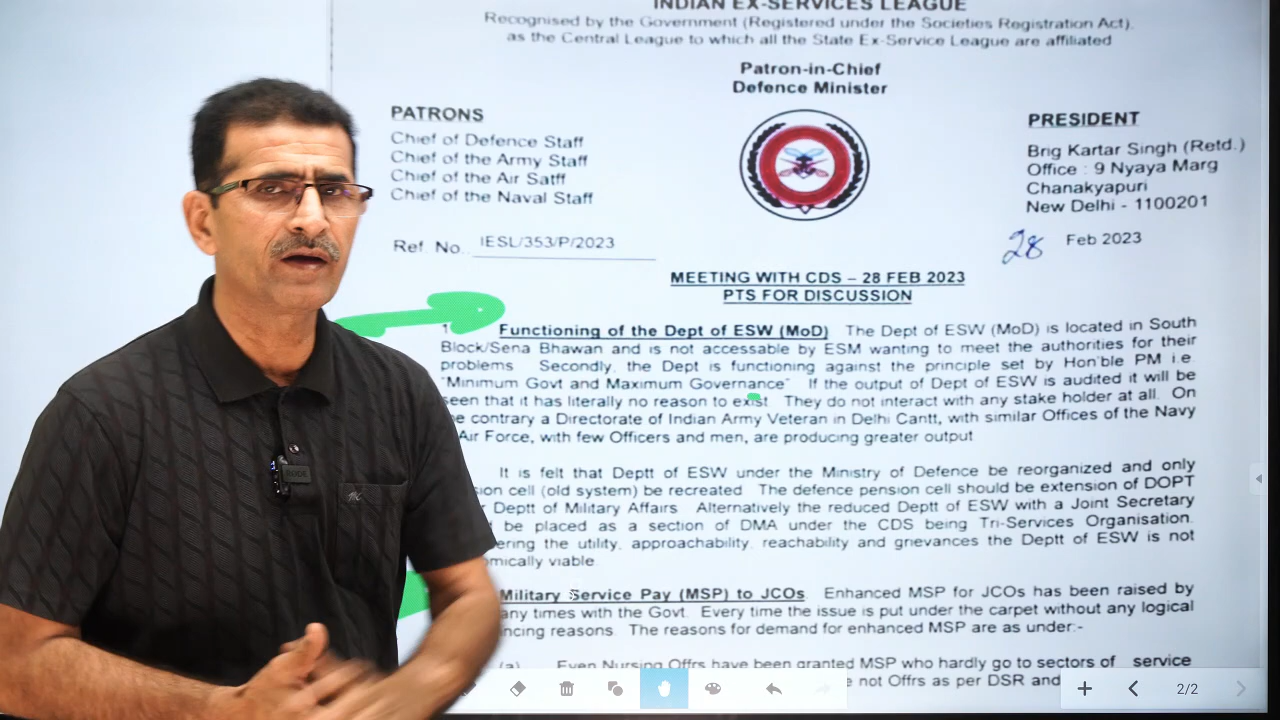 INDIAN EX-SERVICES LEAGUE
Recognised by the Government (Registered under the Societies Registration Act).
as the Central League to which all the State Ex-Service League are affiliated
Patron-in-Chief
Defence Minister
PATRONS
Chief of Defence Staff
Chief of the Army Staff
Chief of the Air Satff
Chief of the Naval Staff
PRESIDENT
Brig Kartar Singh (Retd.)
Office : 9 Nyaya Marg
Chanakyapuri
New Delhi - 1100201
Ref. No. IESL/353/P/2023
28 Feb 2023
MEETING WITH CDS – 28 FEB 2023
PTS FOR DISCUSSION
1 Functioning of the Dept of ESW (MoD) The Dept of ESW (MoD) is located in South
Block/Sena Bhawan and is not accessable by ESM wanting to meet the authorities for their
problems Secondly, the Dept is functioning against the principle set by Hon'ble PM i.e.
"Minimum Govt and Maximum Governance" If the output of Dept of ESW is audited it will be
seen that it has literally no reason to exist. They do not interact with any stake holder at all. On
contrary a Directorate of Indian Army Veteran in Delhi Cantt, with similar Offices of the Navy
Air Force, with few Officers and men, are producing greater output
It is felt that Deptt of ESW under the Ministry of Defence be reorganized and only
cell (old system) be recreated The defence pension cell should be extension of DOPT
Deptt of Military Affairs Alternatively the reduced Deptt of ESW with a Joint Secretary
be placed as a section of DMA under the CDS being Tri-Services Organisation.
the utility, approachability, reachability and grievances the Deptt of ESW is not
viable
Military Service Pay (MSP) to JCOs Enhanced MSP for JCOs has been raised by
times with the Govt. Every time the issue is put under the carpet without any logical
reasons The reasons for demand for enhanced MSP are as under:-
(a) Even Nursing Offrs have been granted MSP who hardly go to sectors of service
not Offrs as per DSR and
2/2